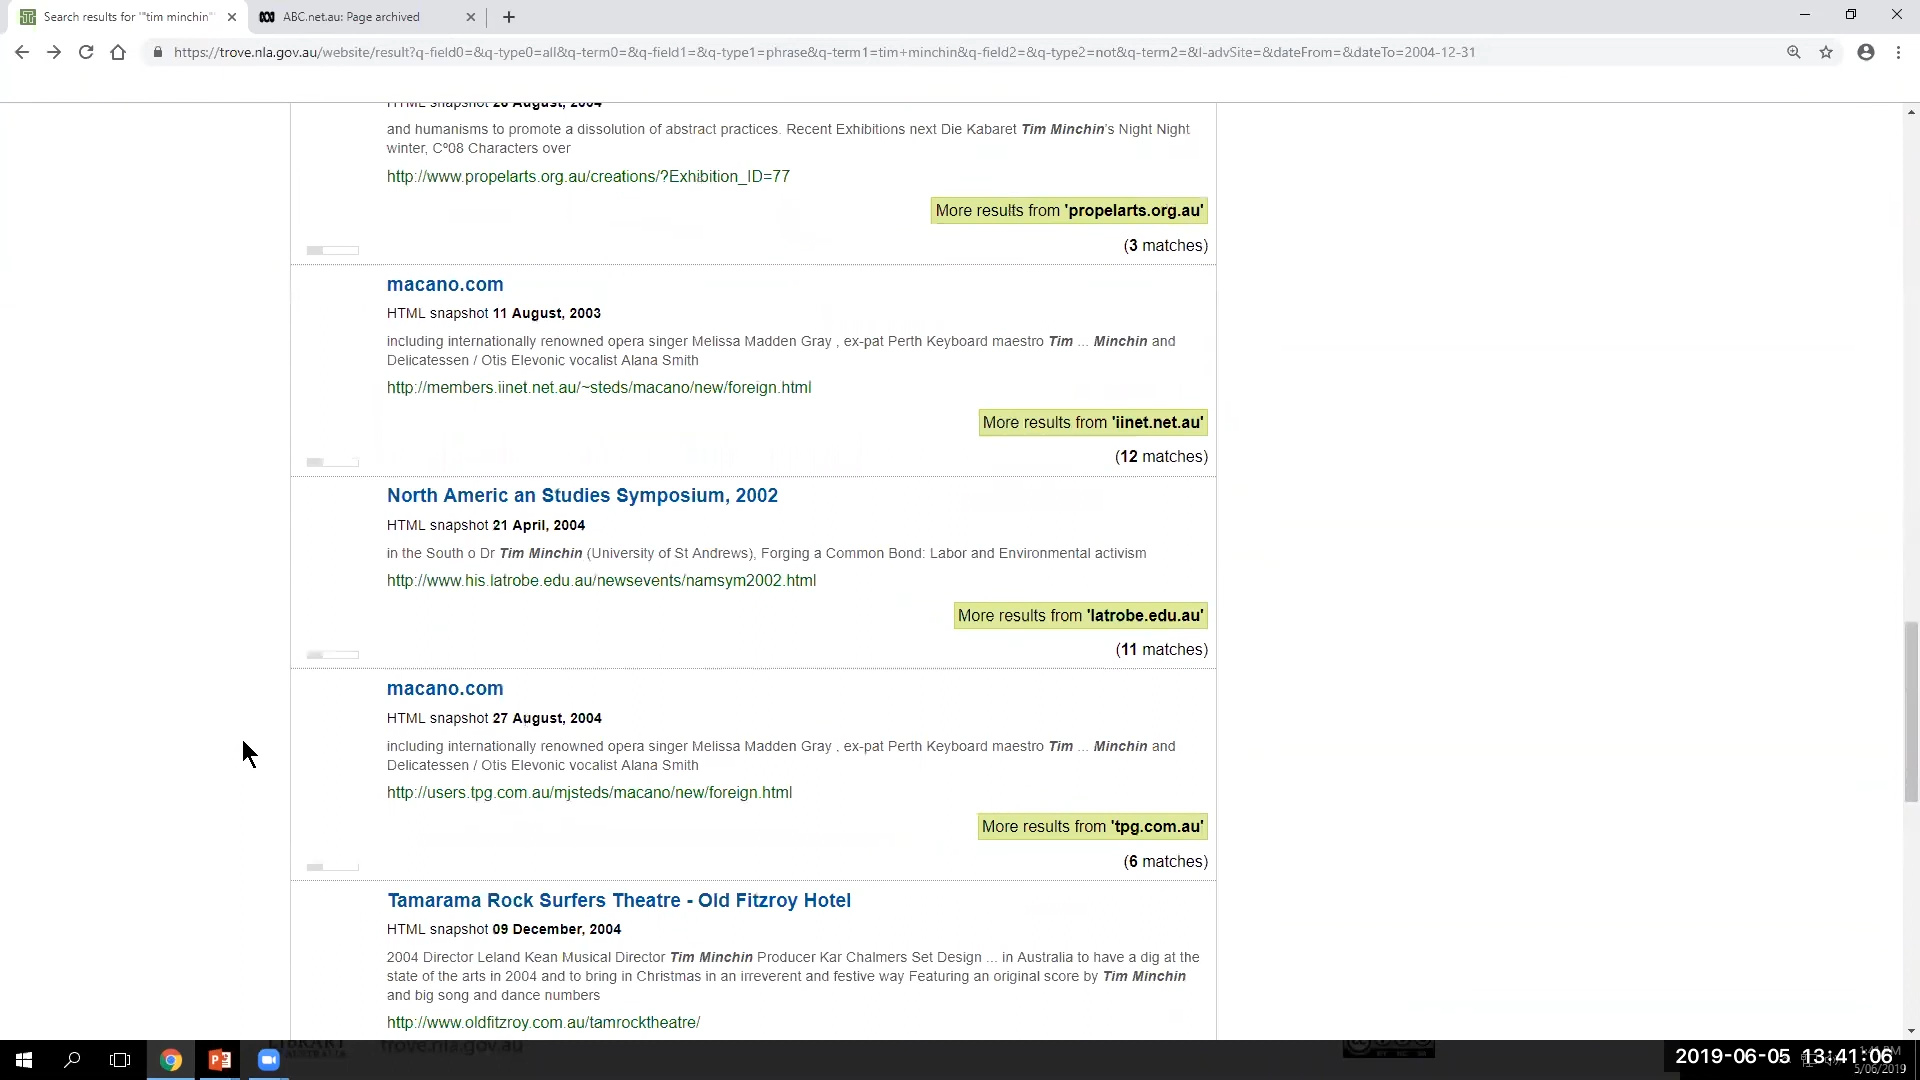 Search results for '"tim minchin"
ABC.net.au: Page archived
https://trove.nla.gov.au/website/result?q-field0=&q-type0=all&q-term0=&q-field1=&q-type1=phrase&q-term1=tim+minchin&q-field2=&q-type2=not&q-term2=&l-advSite=&dateFrom=&dateTo=2004-12-31
HTML snapshot 26 August, 2004
and humanisms to promote a dissolution of abstract practices. Recent Exhibitions next Die Kabaret Tim Minchin's Night Night
winter, Cº08 Characters over
http://www.propelarts.org.au/creations/?Exhibition_ID=77
More results from 'propelarts.org.au'
(3 matches)
macano.com
HTML snapshot 11 August, 2003
including internationally renowned opera singer Melissa Madden Gray , ex-pat Perth Keyboard maestro Tim ... Minchin and
Delicatessen / Otis Elevonic vocalist Alana Smith
http://members.iinet.net.au/~steds/macano/new/foreign.html
More results from 'iinet.net.au'
(12 matches)
North Americ an Studies Symposium, 2002
HTML snapshot 21 April, 2004
in the South o Dr Tim Minchin (University of St Andrews), Forging a Common Bond: Labor and Environmental activism
http://www.his.latrobe.edu.au/newsevents/namsym2002.html
More results from 'latrobe.edu.au'
(11 matches)
macano.com
HTML snapshot 27 August, 2004
including internationally renowned opera singer Melissa Madden Gray , ex-pat Perth Keyboard maestro Tim ... Minchin and
Delicatessen / Otis Elevonic vocalist Alana Smith
http://users.tpg.com.au/mjsteds/macano/new/foreign.html
More results from 'tpg.com.au'
(6 matches)
Tamarama Rock Surfers Theatre - Old Fitzroy Hotel
HTML snapshot 09 December, 2004
2004 Director Leland Kean Musical Director Tim Minchin Producer Kar Chalmers Set Design ... in Australia to have a dig at the
state of the arts in 2004 and to bring in Christmas in an irreverent and festive way Featuring an original score by Tim Minchin
and big song and dance numbers
http://www.oldfitzroy.com.au/tamrocktheatre/
trove.nla.gov.au
2019-06-05 13:41:06
5/06/2019